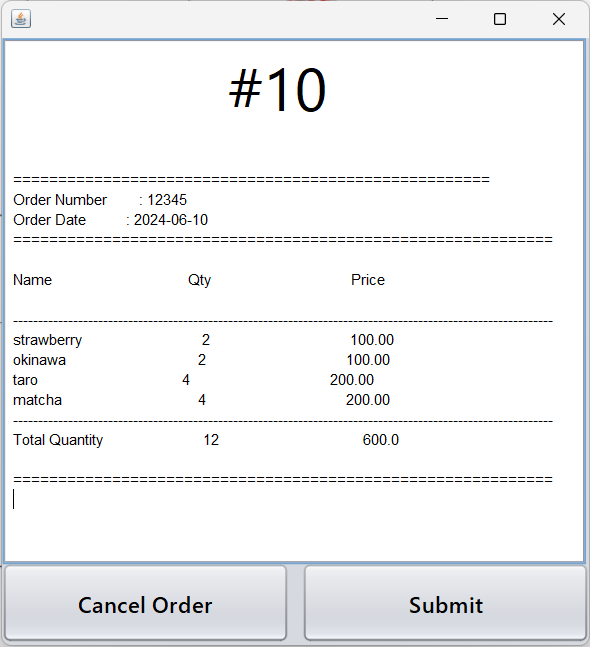 #10
=====================================================
Order Number : 12345
Order Date : 2024-06-10
============================================================
Name Qty Price
------------------------------------------------------------------------------------------------------------
strawberry 2 100.00
okinawa 2 100.00
taro 4 200.00
matcha 4 200.00
------------------------------------------------------------------------------------------------------------
Total Quantity 12 600.0
============================================================
Cancel Order Submit